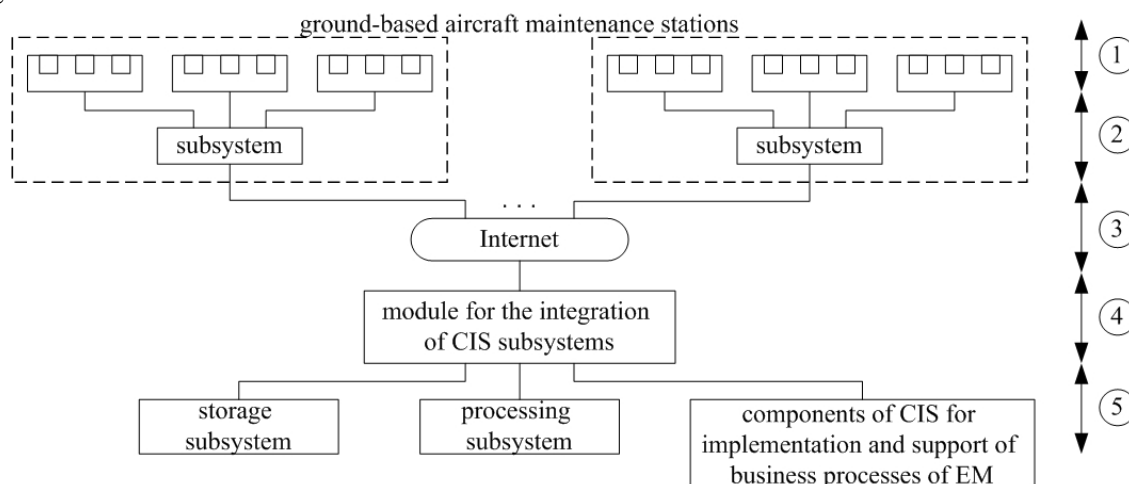 ground-based aircraft maintenance stations
1
subsystem
subsystem
2
. . .
Internet
3
module for the integration
of CIS subsystems
4
storage
subsystem
processing
subsystem
components of CIS for
implementation and support of
business processes of EM
5